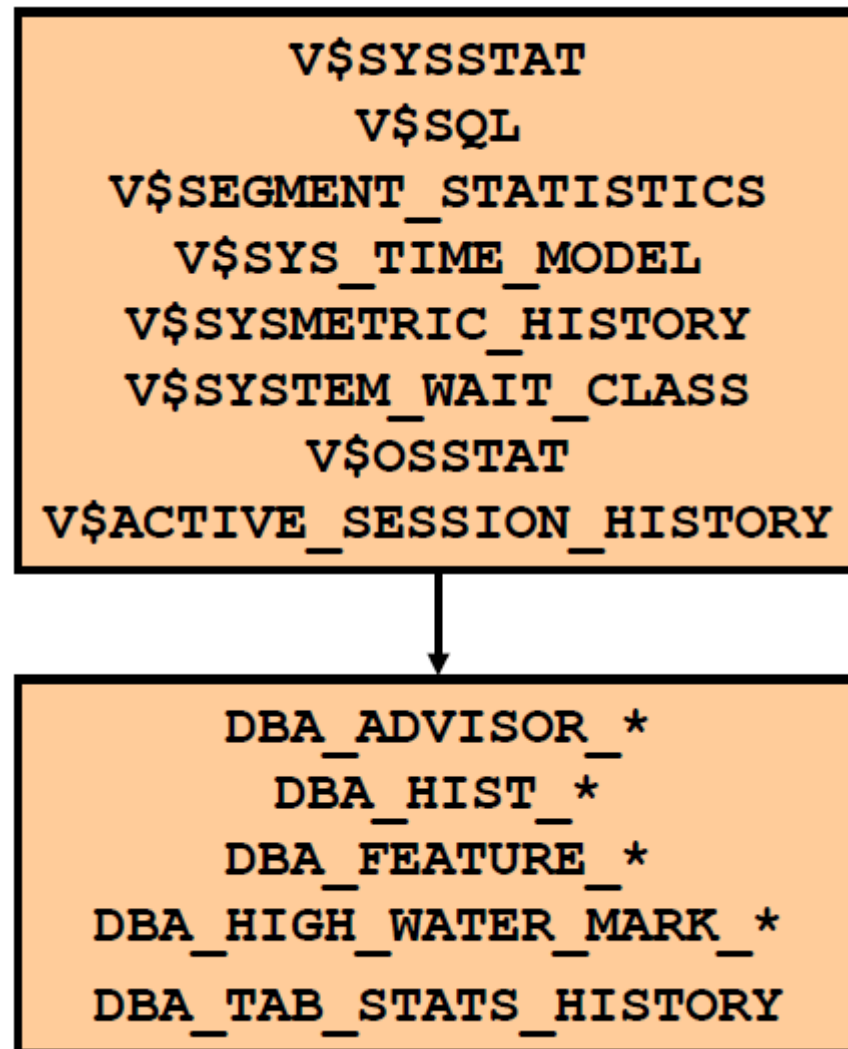 V$SYSSTAT
V$SQL
V$SEGMENT_STATISTICS
V$SYS_TIME_MODEL
V$SYSMETRIC_HISTORY
V$SYSTEM_WAIT_CLASS
V$OSSTAT
V$ACTIVE_SESSION_HISTORY
DBA_ADVISOR_*
DBA_HIST_*
DBA_FEATURE_*
DBA_HIGH_WATER_MARK_*
DBA_TAB_STATS_HISTORY